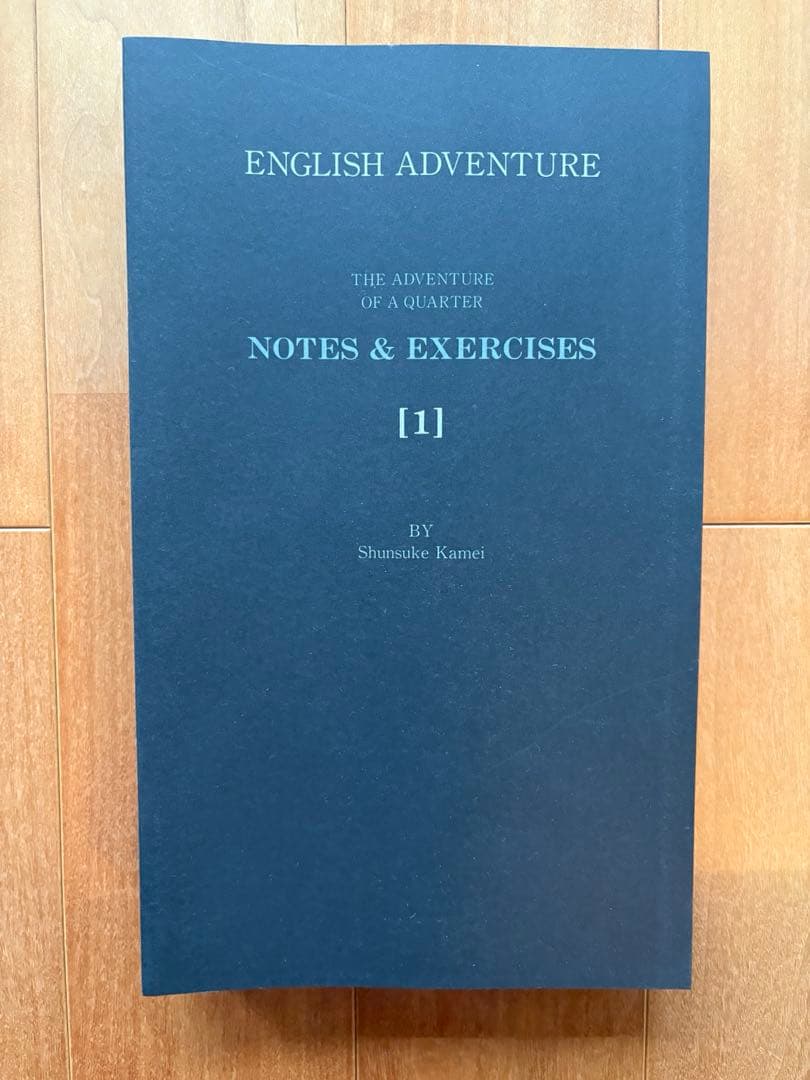 ENGLISH ADVENTURE
THE ADVENTURE
OF A QUARTER
NOTES & EXERCISES
[1]
BY
Shunsuke Kamei